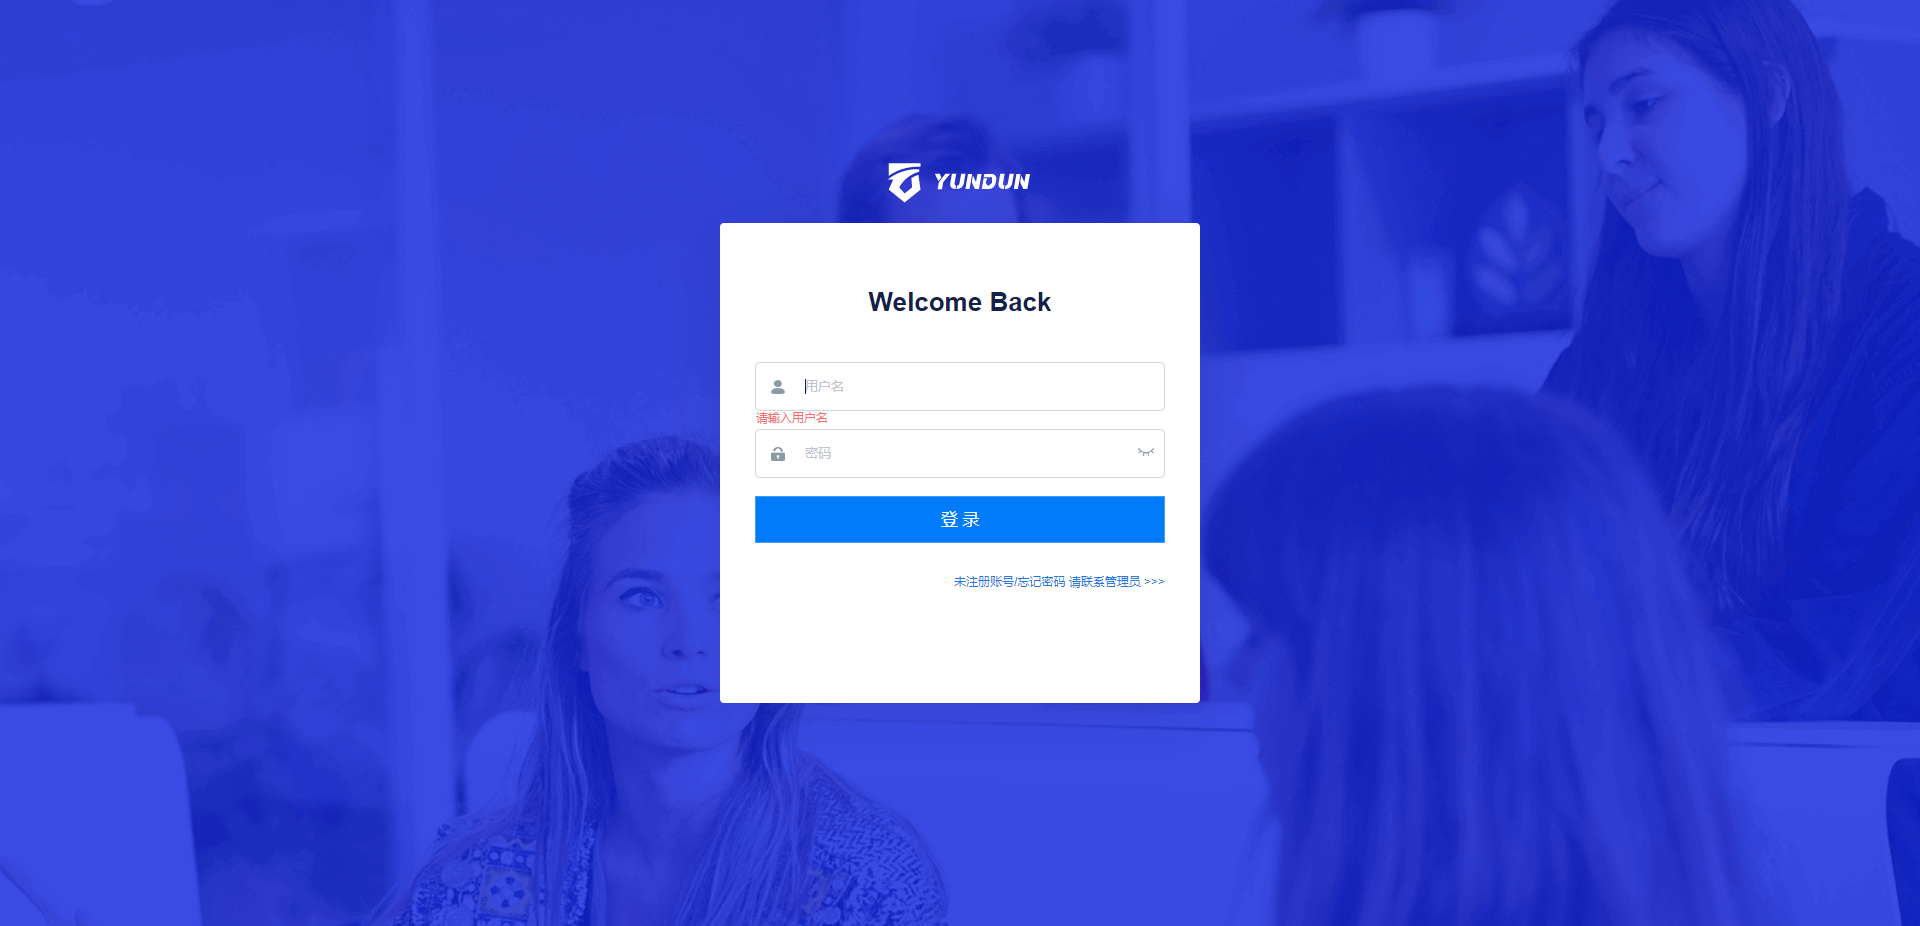 YUNDUN
Welcome Back
用户名
请输入用户名
密码
登 录
未注册账号/忘记密码 请联系管理员 >>>